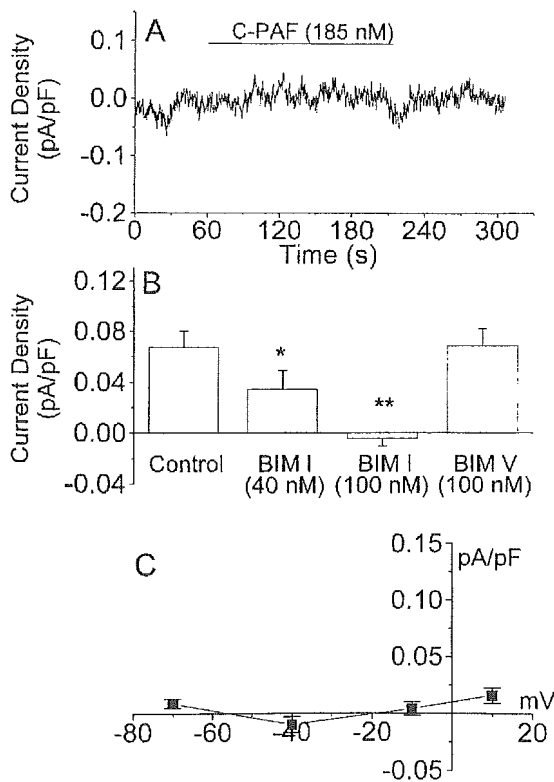 A
C-PAF (185 nM)
Current Density
(pA/pF)
0.1
0.0
-0.1
-0.2
0 60 120 180 240 300
Time (s)
B
Current Density
(pA/pF)
0.12
0.08
0.04
0.00
-0.04
*
**
Control
BIM I
(40 nM)
BIM I
(100 nM)
BIM V
(100 nM)
C
pA/pF
0.15
0.10
0.05
-0.05
mV
-80 -60 -40 -20 20